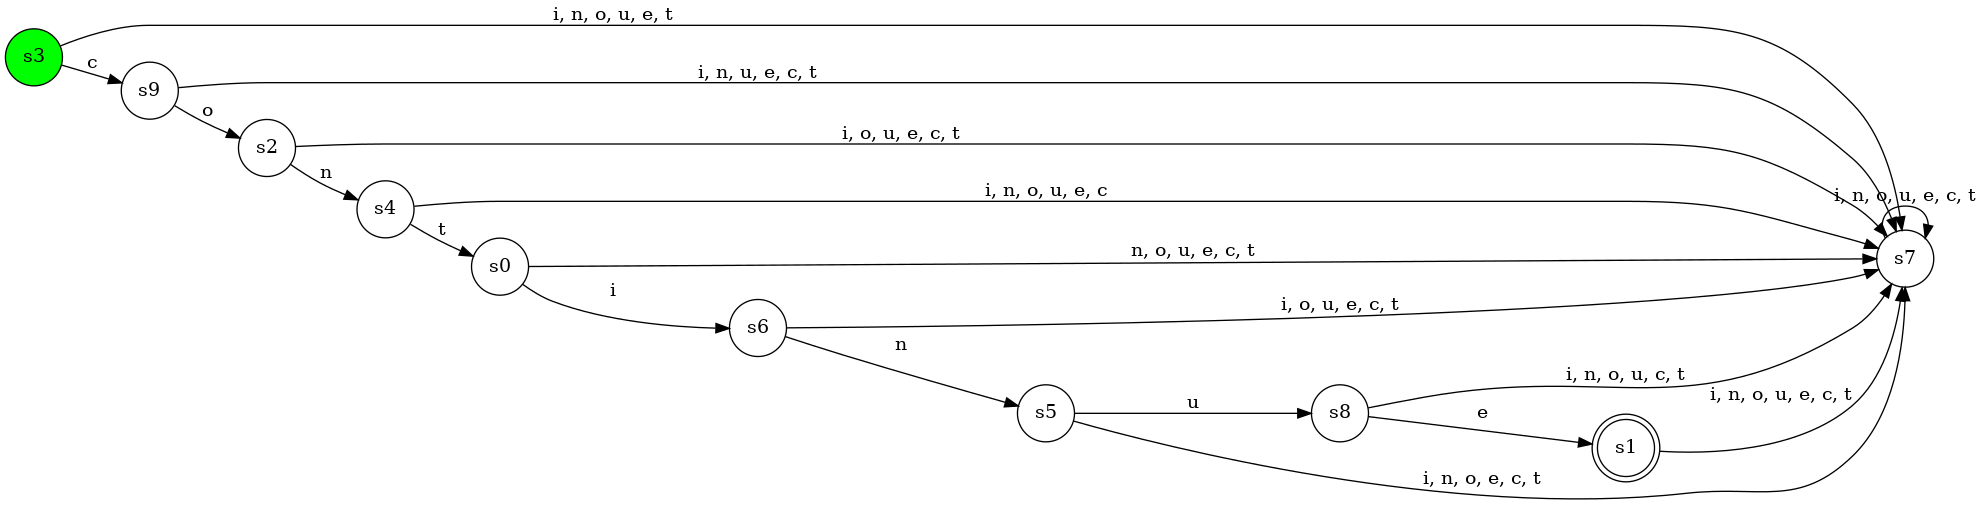 i, n, o, u, e, t
s3
c
s9
i, n, u, e, c, t
o
s2
i, o, u, e, c, t
n
s4
i, n, o, u, e, c
i, n, o, u, e, c, t
t
s0
n, o, u, e, c, t
s7
i
s6
i, o, u, e, c, t
n
s5
u
s8
i, n, o, u, c, t
e
i, n, o, u, e, c, t
s1
i, n, o, e, c, t